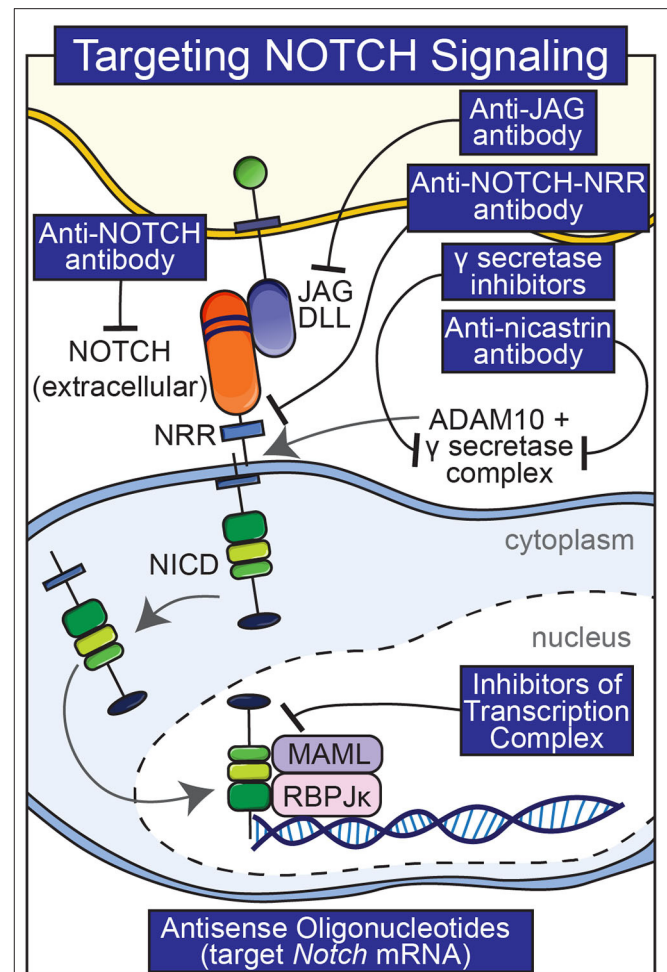 Targeting NOTCH Signaling
Anti-JAG
antibody
Anti-NOTCH-NRR
antibody
Anti-NOTCH
antibody
γ secretase
inhibitors
JAG
DLL
Anti-nicastrin
antibody
NOTCH
(extracellular)
NRR
ADAM10 +
γ secretase
complex
cytoplasm
NICD
nucleus
Inhibitors of
Transcription
Complex
MAML
RBPJκ
Antisense Oligonucleotides
(target Notch mRNA)